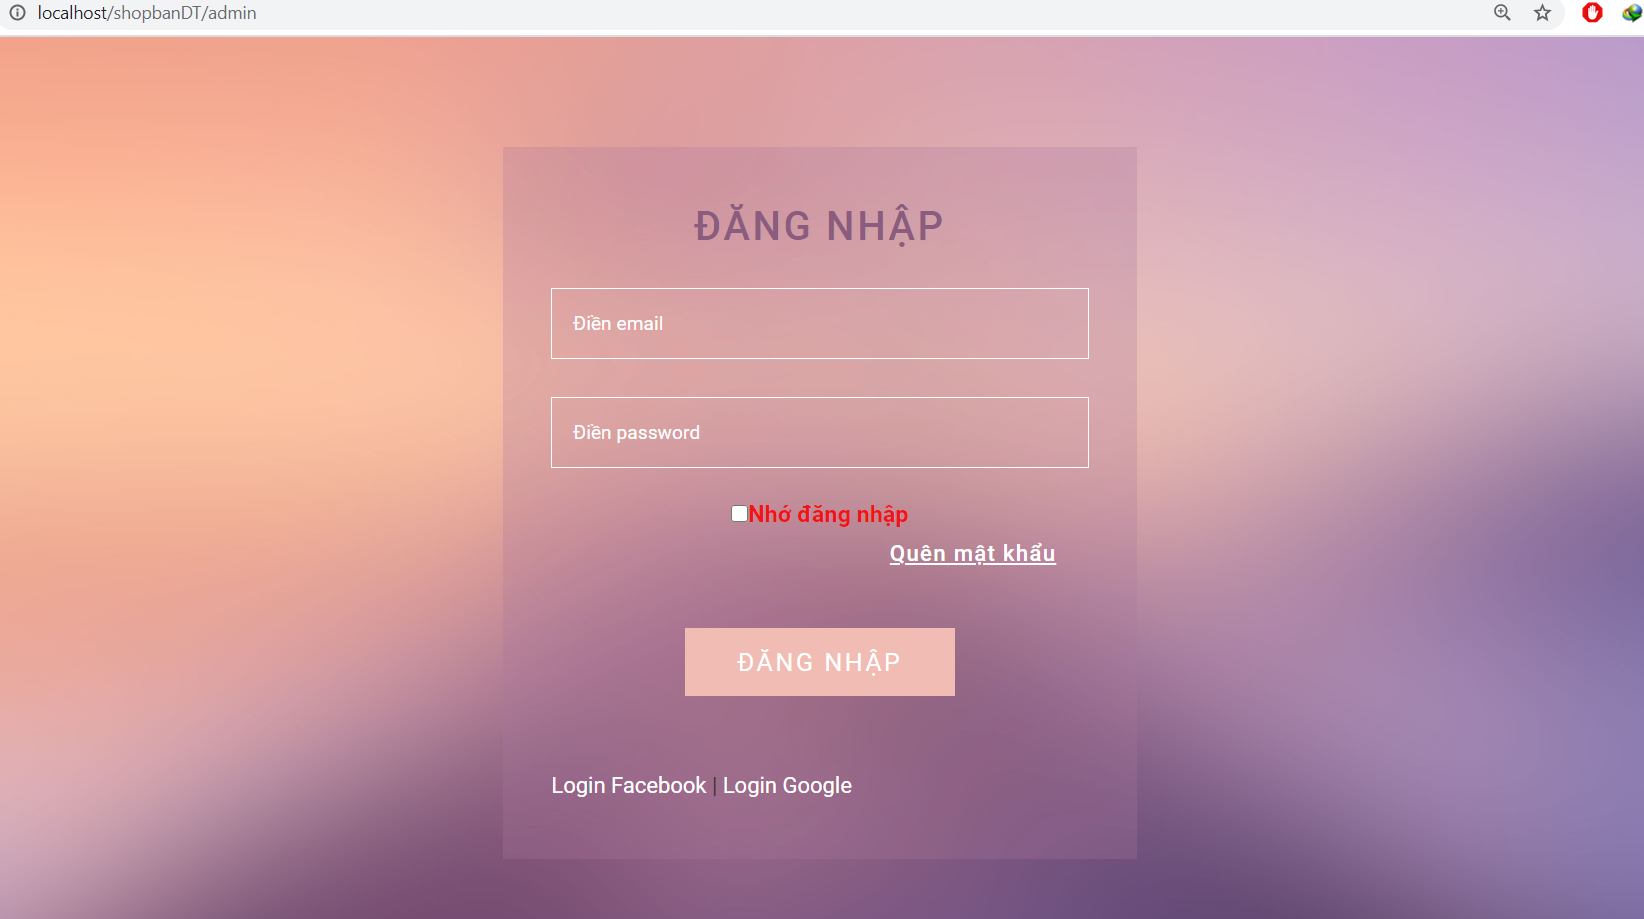 localhost/shopbanDT/admin
ĐĂNG NHẬP
Điền email
Điền password
Nhớ đăng nhập
Quên mật khẩu
ĐĂNG NHẬP
Login Facebook | Login Google